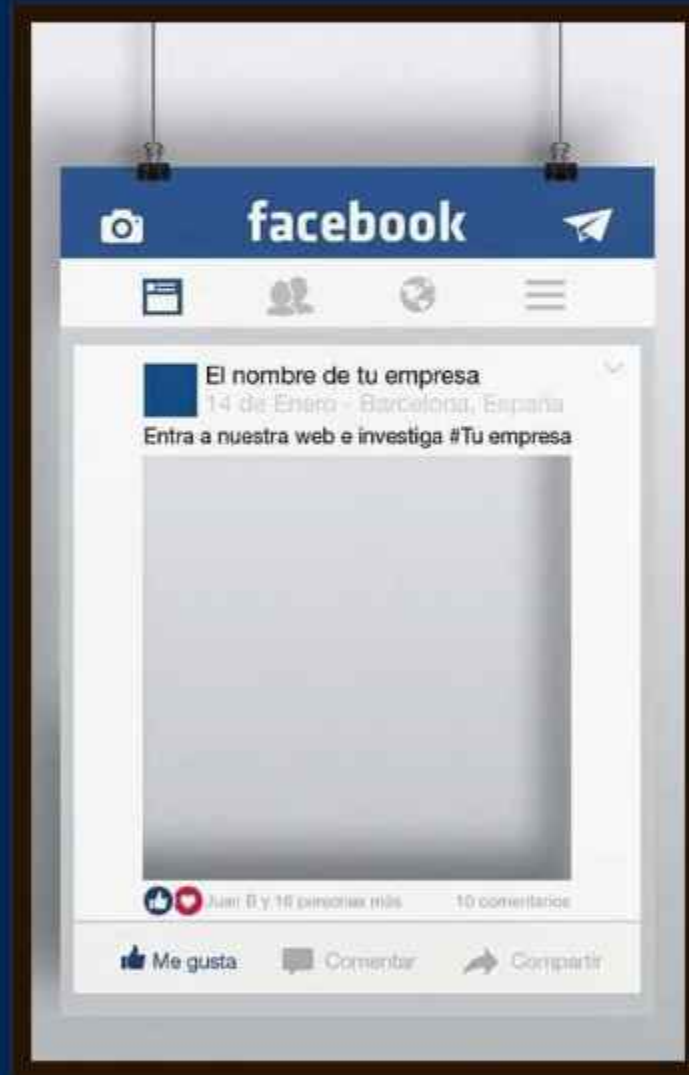 facebook
El nombre de tu empresa
14 de Enero - Barcelona, España
Entra a nuestra web e investiga #Tu empresa
Juan B y 16 personas más 10 comentarios
Me gusta Comentar Compartir